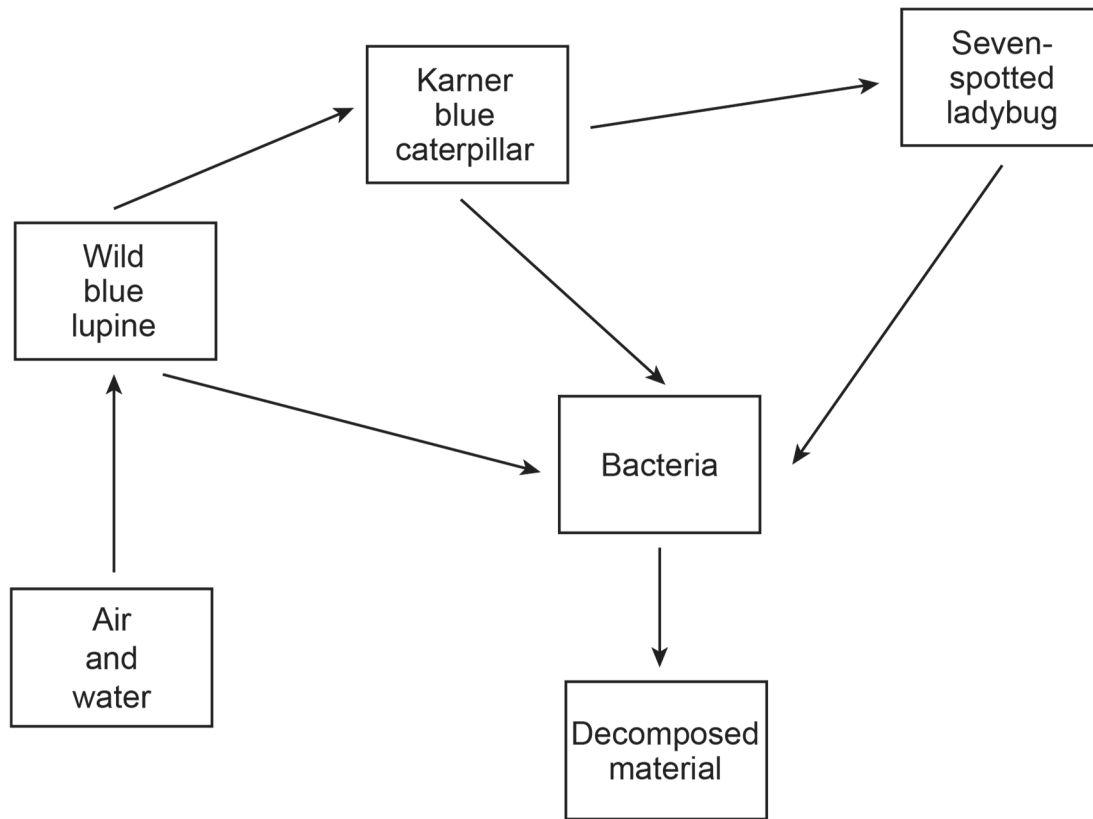 Karner
blue
caterpillar
Seven-
spotted
ladybug
Wild
blue
lupine
Bacteria
Air
and
water
Decomposed
material